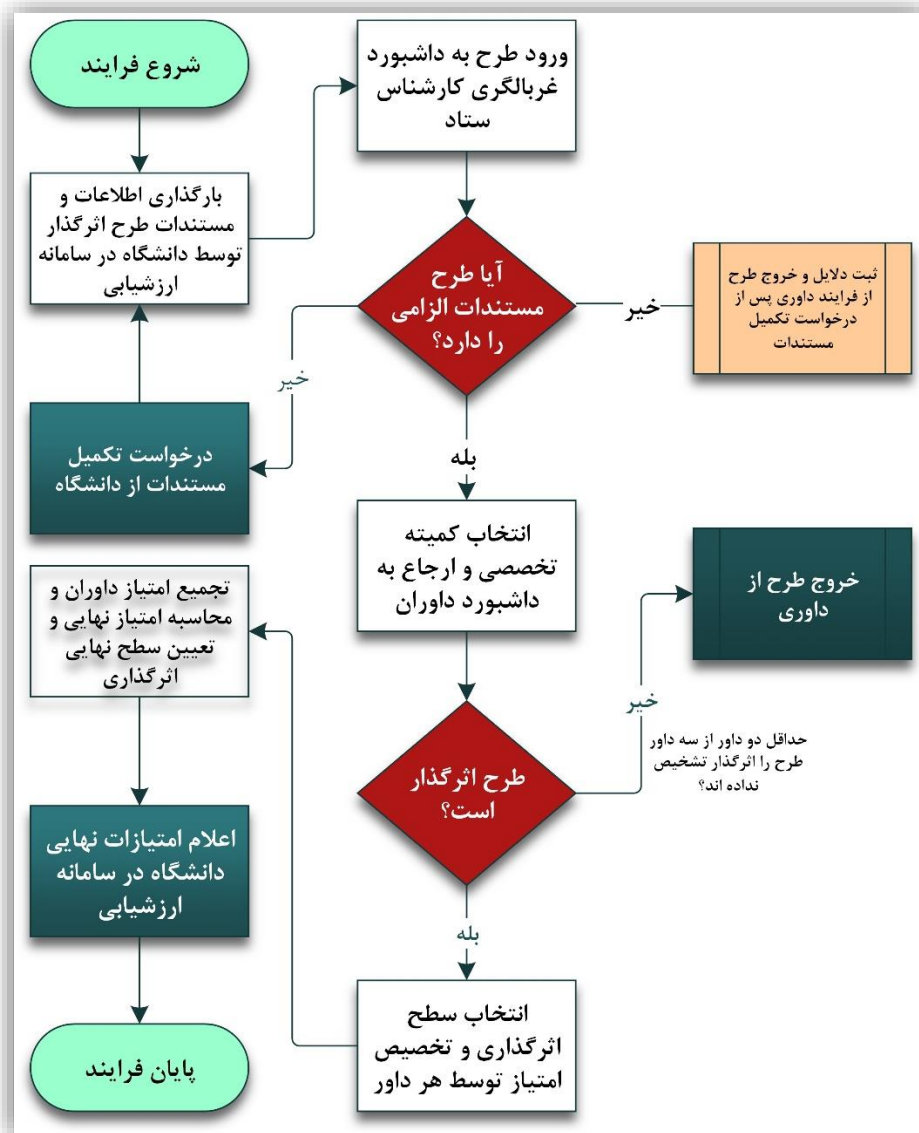 شروع فرایند
بارگذاری اطلاعات و
مستندات طرح اثرگذار
توسط دانشگاه در سامانه
ارزشیابی
ورود طرح به داشبورد
غربالگری کارشناس
ستاد
آیا طرح
مستندات الزامی
را دارد؟
خیر
ثبت دلایل و خروج طرح
از فرایند داوری پس از
درخواست تکمیل
مستندات
خیر
درخواست تکمیل
مستندات از دانشگاه
بله
انتخاب کمیته
تخصصی و ارجاع به
داشبورد داوران
طرح اثرگذار
است؟
خیر
حداقل دو داور از سه داور
طرح را اثرگذار تشخیص
نداده اند؟
خروج طرح از
داوری
بله
انتخاب سطح
اثرگذاری و تخصیص
امتیاز توسط هر داور
تجمیع امتیاز داوران و
محاسبه امتیاز نهایی و
تعیین سطح نهایی
اثرگذاری
اعلام امتیازات نهایی
دانشگاه در سامانه
ارزشیابی
پایان فرایند